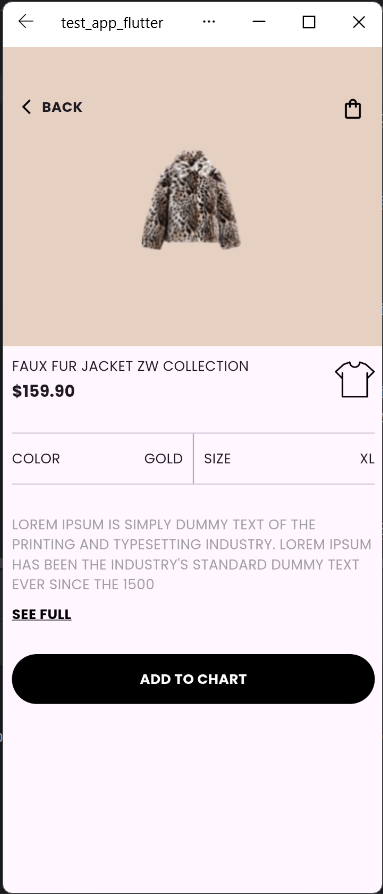 test_app_flutter
BACK
FAUX FUR JACKET ZW COLLECTION
$159.90
COLOR GOLD SIZE XL
LOREM IPSUM IS SIMPLY DUMMY TEXT OF THE
PRINTING AND TYPESETTING INDUSTRY. LOREM IPSUM
HAS BEEN THE INDUSTRY'S STANDARD DUMMY TEXT
EVER SINCE THE 1500
SEE FULL
ADD TO CHART